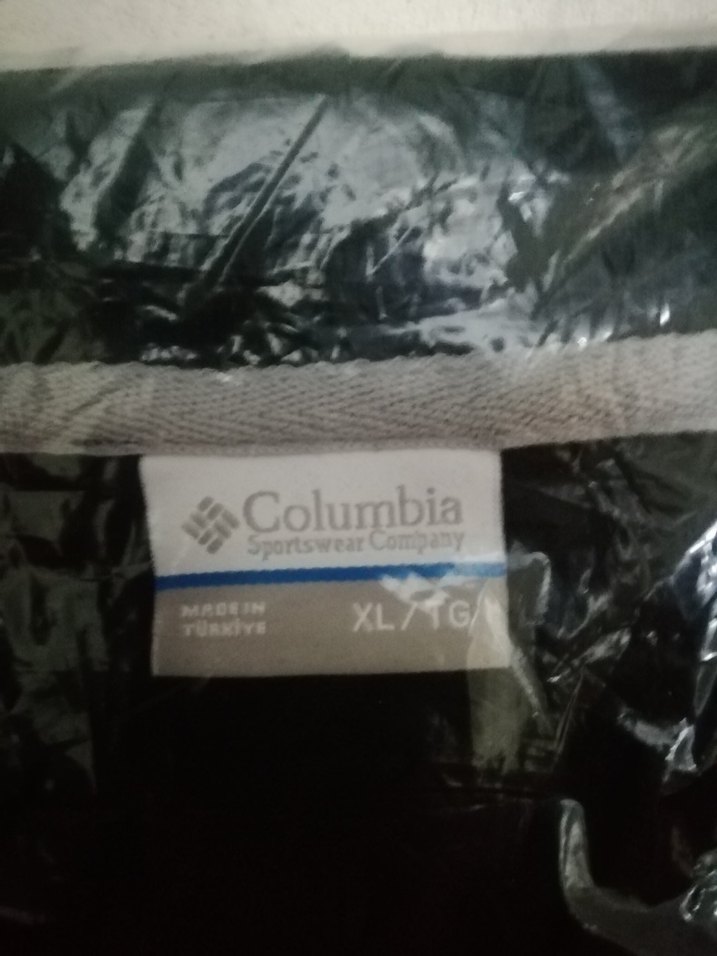 Columbia
Sportswear Company
MADE IN
TÜRKİYE
XL/TG